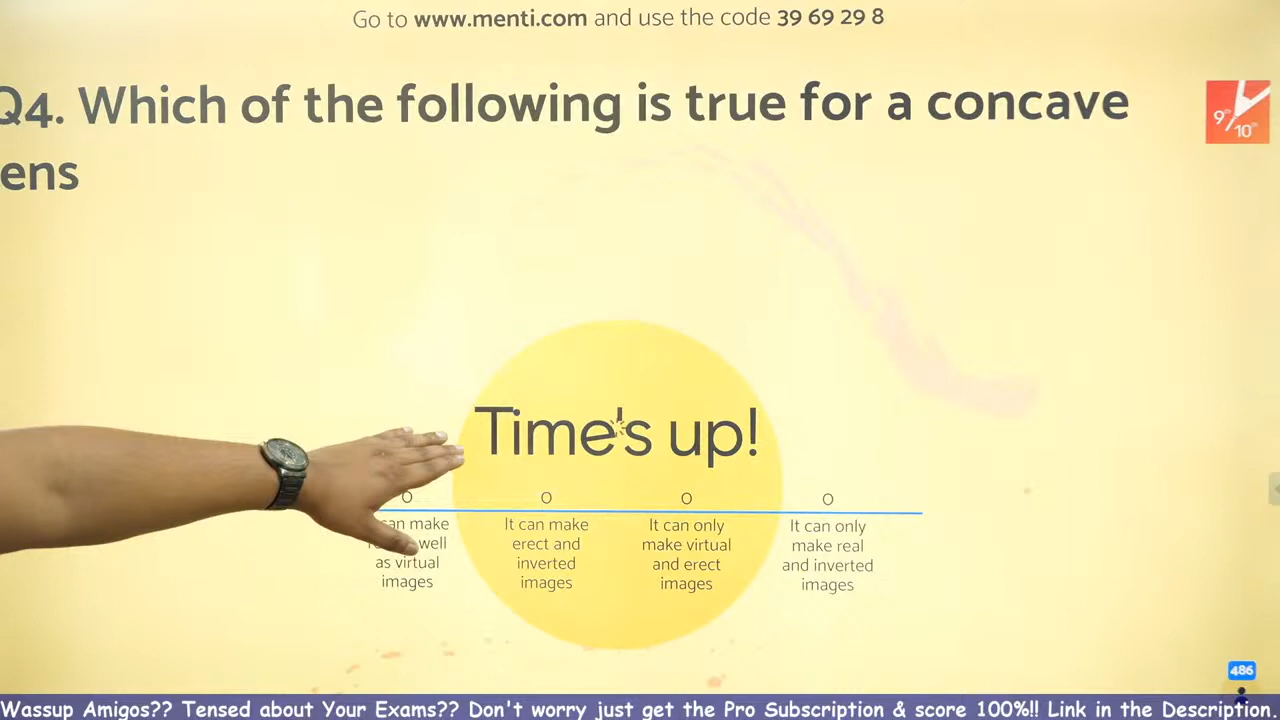 Go to www.menti.com and use the code 39 69 29 8
Q4. Which of the following is true for a concave
ens
9th/10th
Time's up!
O O O O
can make
well
as virtual
images
It can make
erect and
inverted
images
It can only
make virtual
and erect
images
It can only
make real
and inverted
images
486
Wassup Amigos?? Tensed about Your Exams?? Don't worry just get the Pro Subscription & score 100%!! Link in the Description.